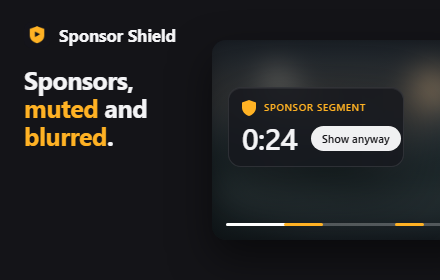 Sponsor Shield
Sponsors,
muted and
blurred.
SPONSOR SEGMENT
0:24
Show anyway